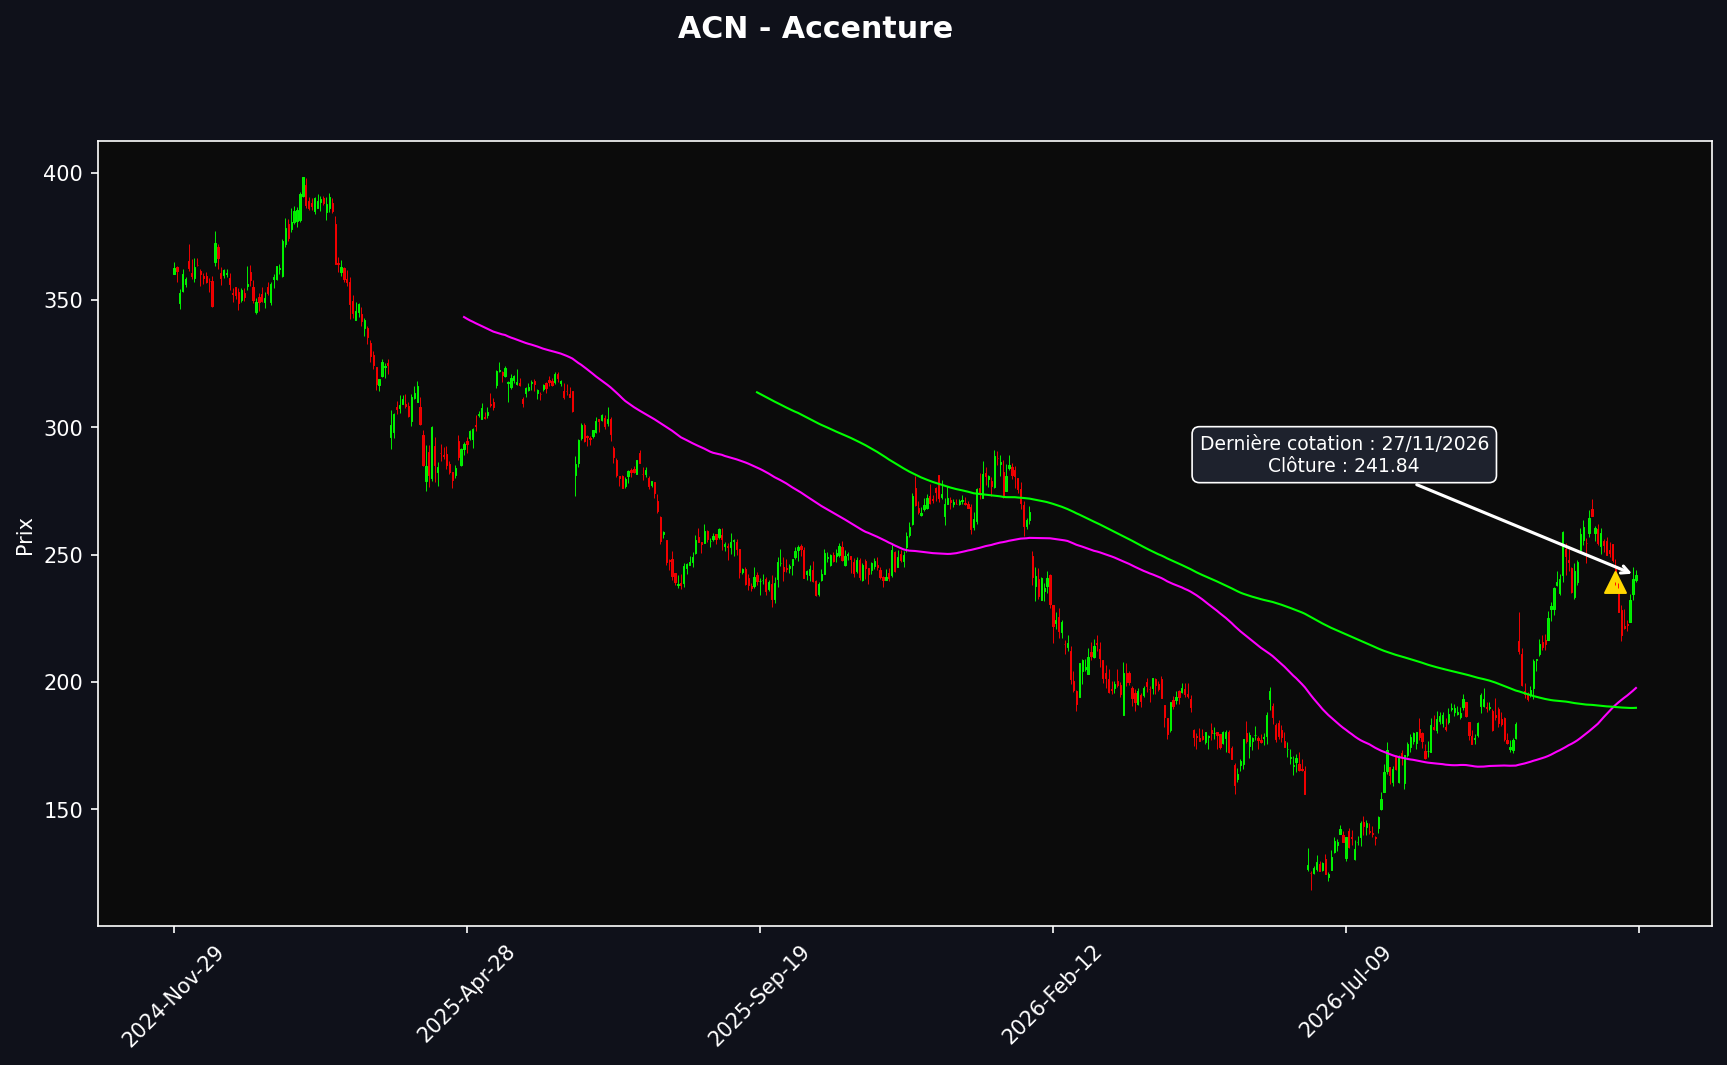 ACN - Accenture
Prix
400
350
300
250
200
150
Dernière cotation : 27/11/2026
Clôture : 241.84
2024-Nov-29
2025-Apr-28
2025-Sep-19
2026-Feb-12
2026-Jul-09